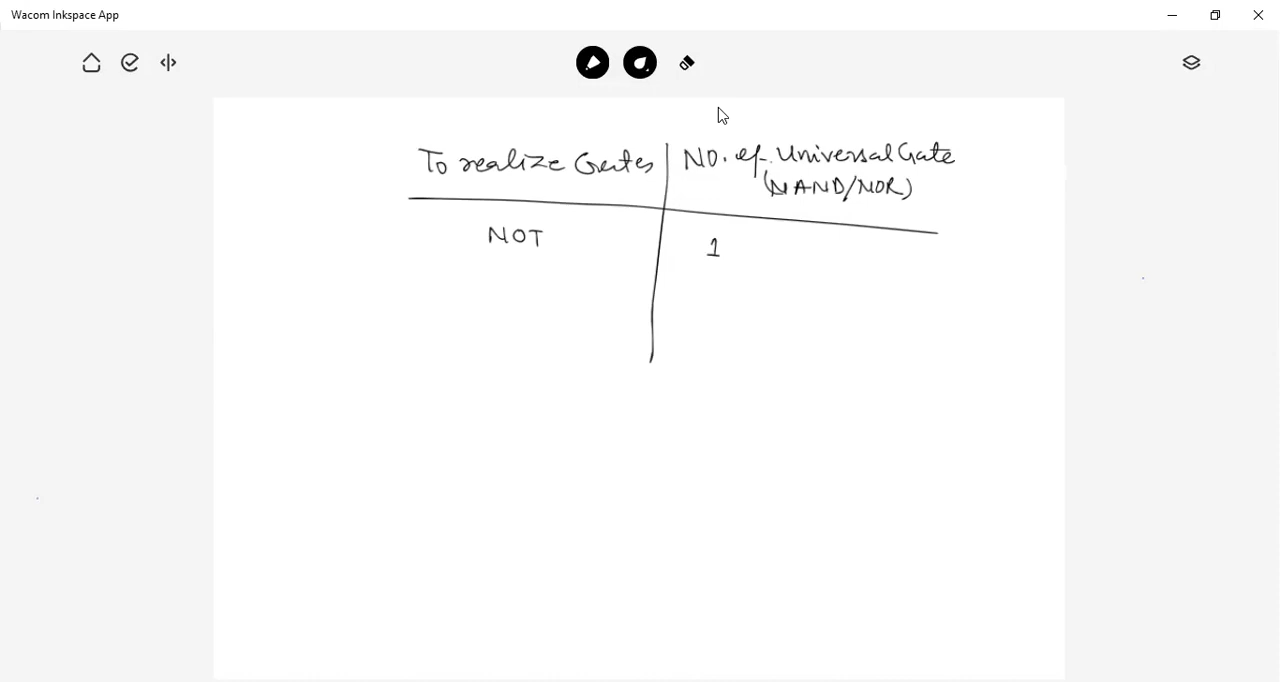 Wacom Inkspace App
To realize Gates
NO. of Universal Gate
(NAND/NOR)
NOT
1